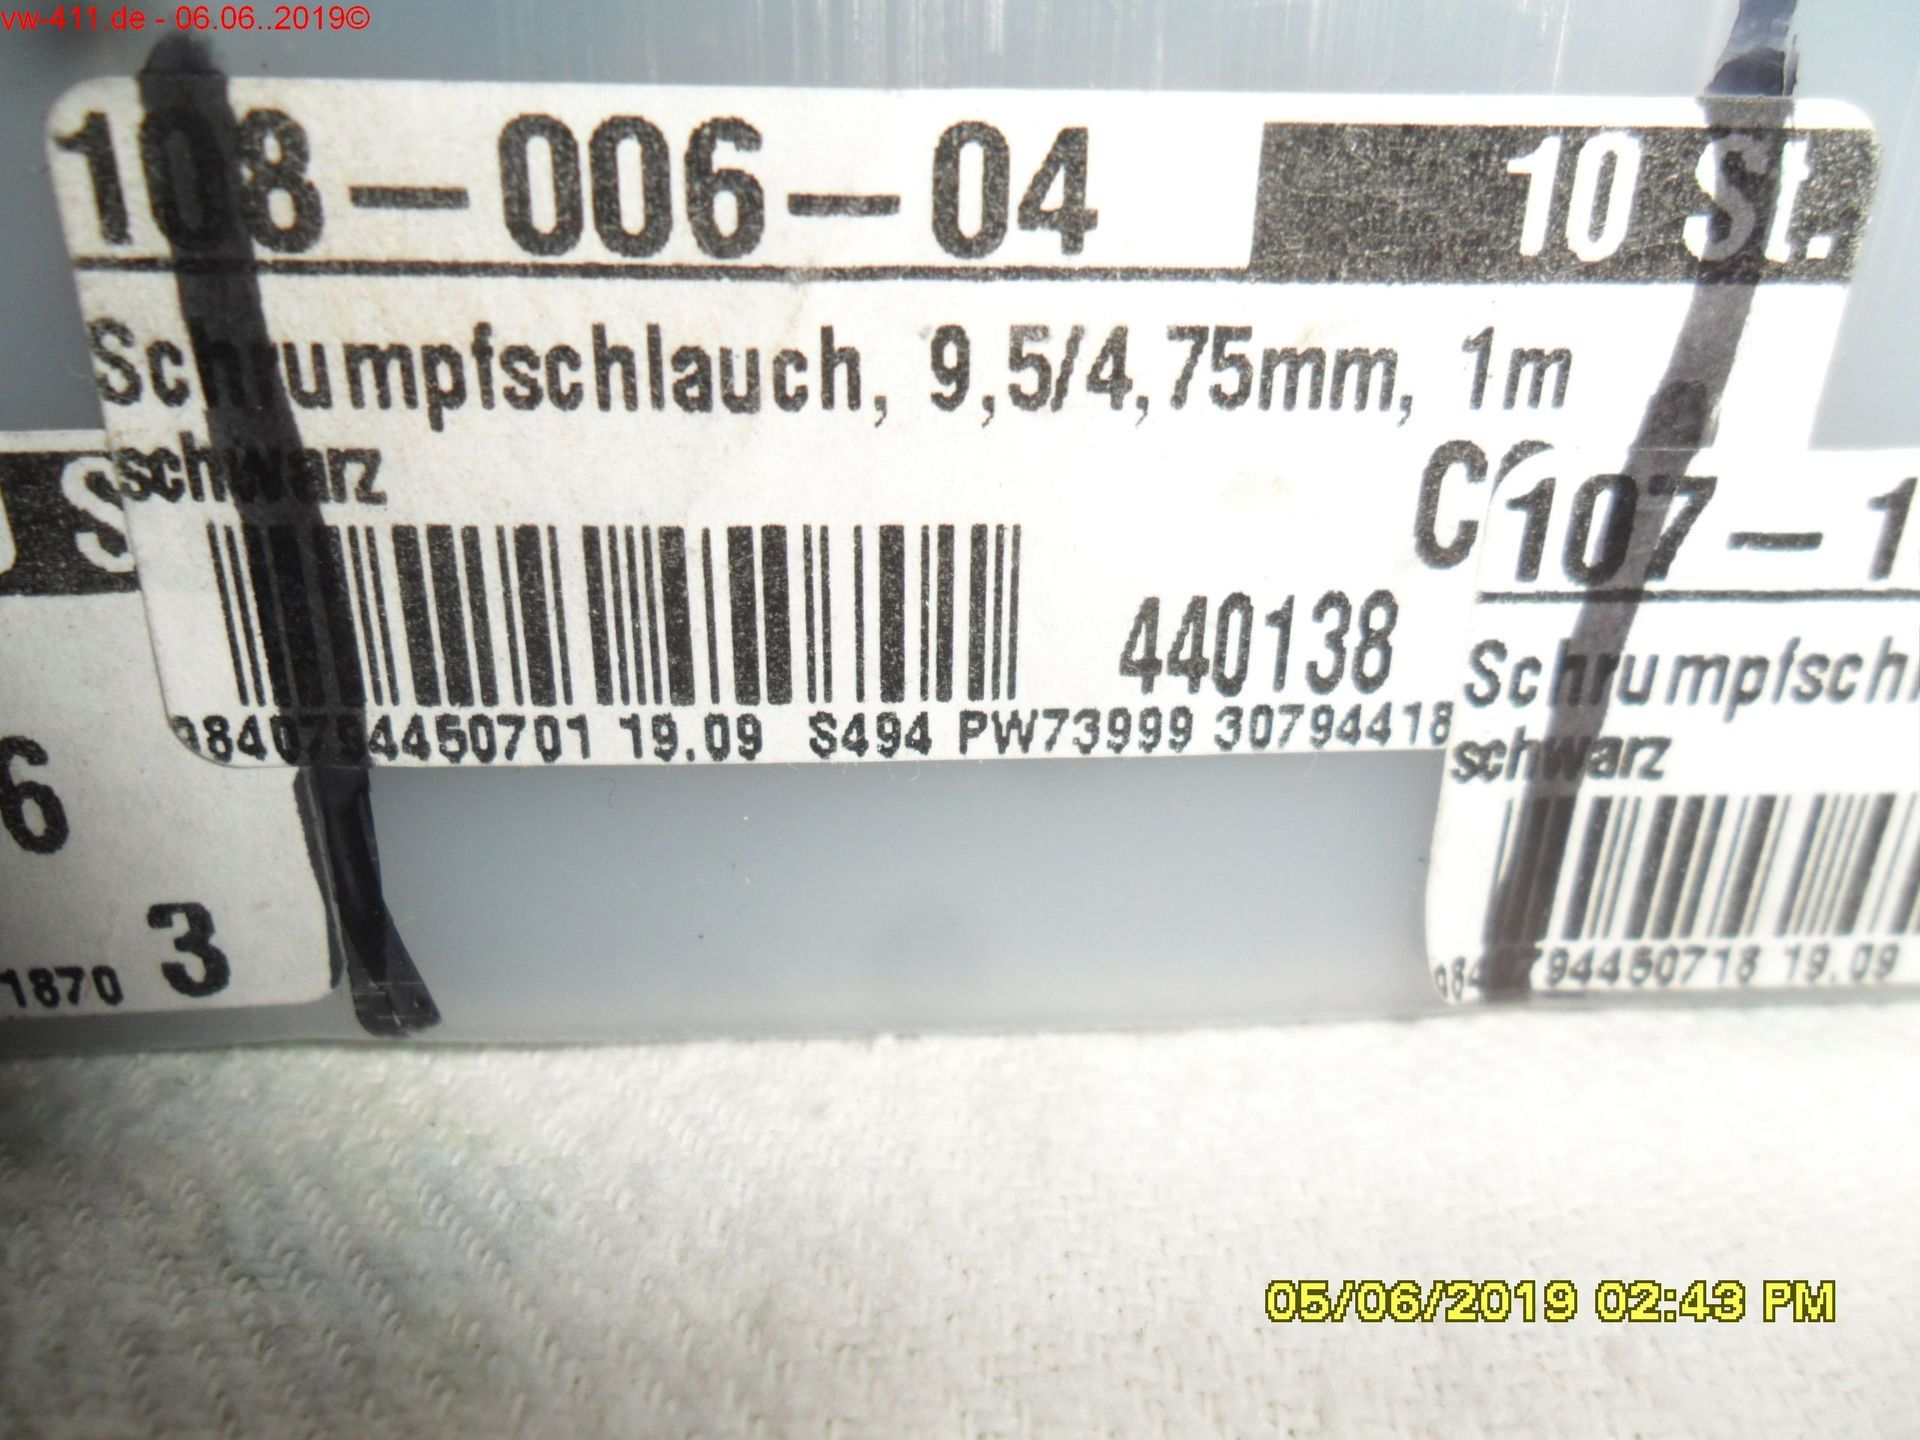 vw-411.de - 06.06..2019©
108-006-04 10 St.
Schrumpfschlauch, 9,5/4,75mm, 1m
schwarz
440138
9840794450701 19.09 S494 PW73999 30794418
107-1
Schrumpfschl
schwarz
19.09
S
6
3
1870
05/06/2019 02:43 PM